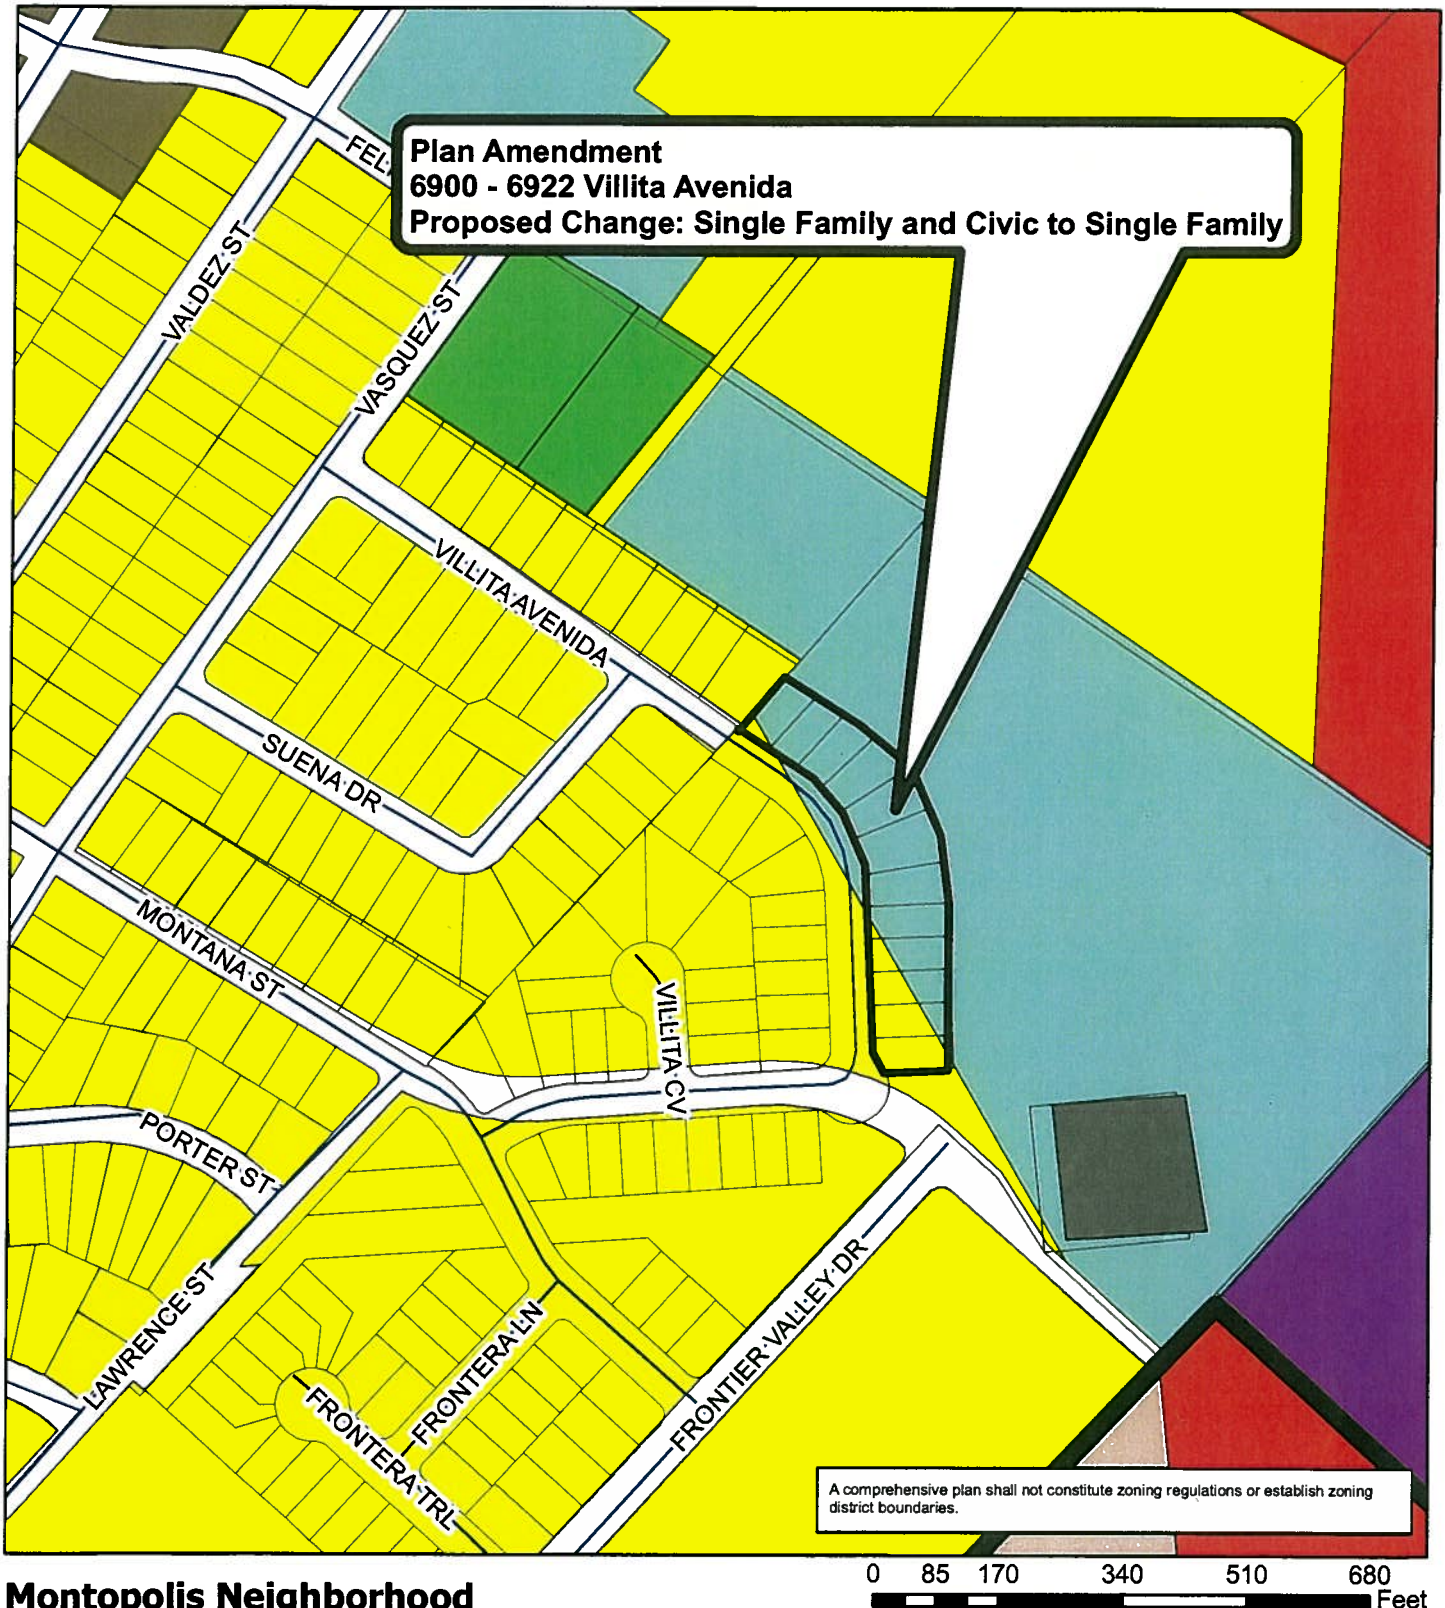 Plan Amendment
6900 - 6922 Villita Avenida
Proposed Change: Single Family and Civic to Single Family
VALDEZ ST
VASQUEZ ST
VILLITA AVENIDA
SUENA DR
MONTANA ST
VILLITA CV
PORTER ST
LAWRENCE ST
FRONTERA LN
FRONTERA TRL
FRONTIER VALLEY DR
A comprehensive plan shall not constitute zoning regulations or establish zoning
district boundaries.
Montopolis Neighborhood
0 85 170 340 510 680
Feet